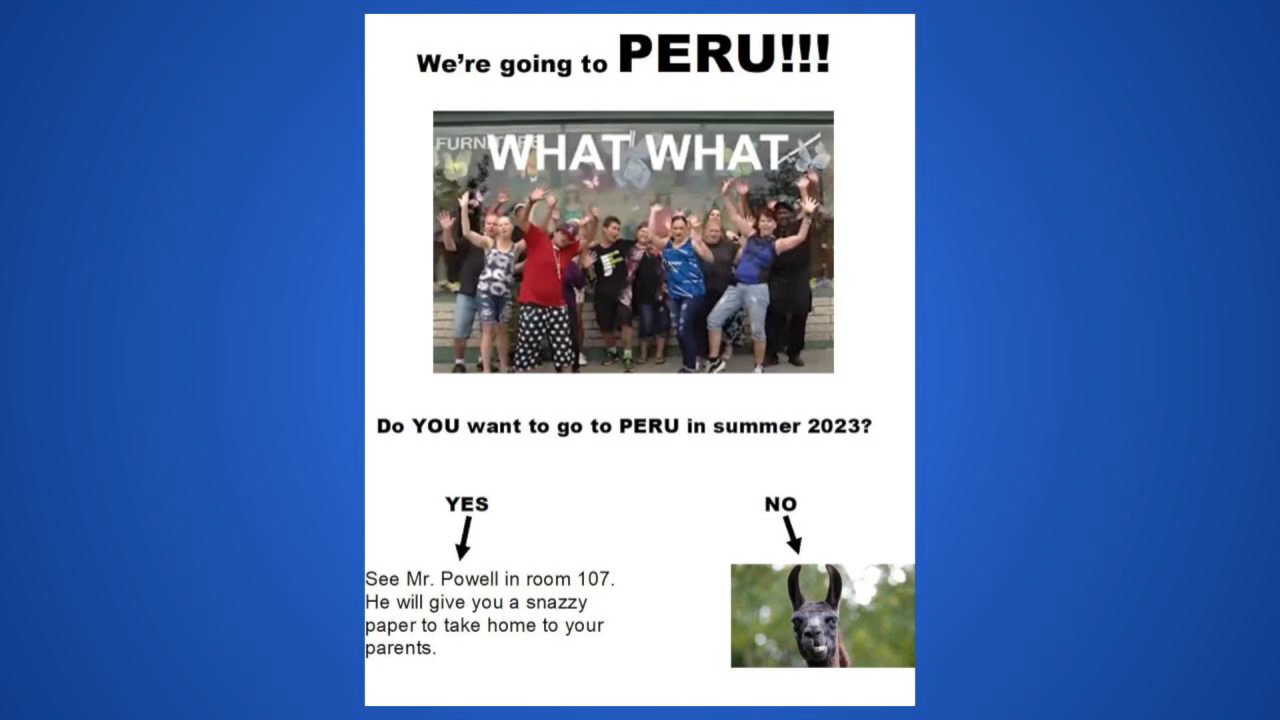 We're going to PERU!!!
FURNITURE
WHAT WHAT
Do YOU want to go to PERU in summer 2023?
YES
NO
See Mr. Powell in room 107.
He will give you a snazzy
paper to take home to your
parents.